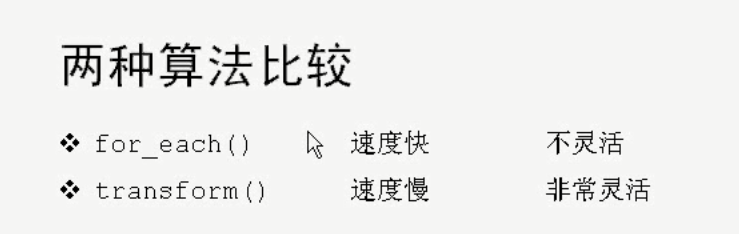 两种算法比较
❖ for_each() 速度快 不灵活
❖ transform() 速度慢 非常灵活